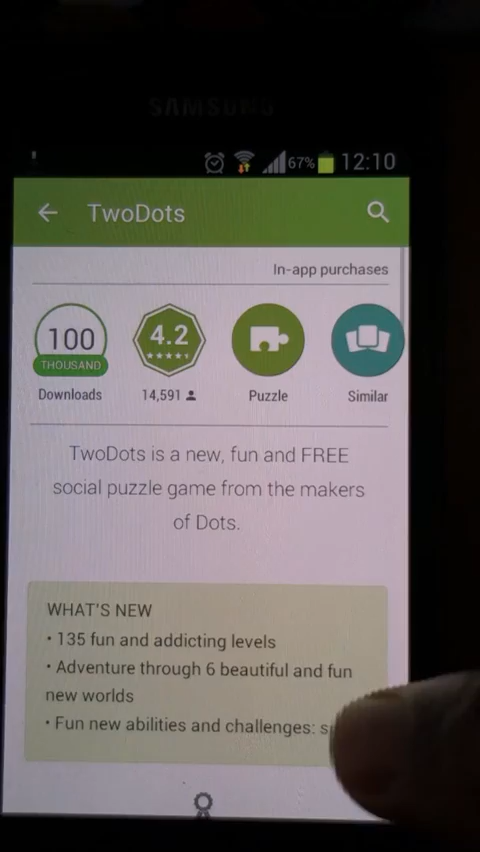 SAMSUNG
67% 12:10
TwoDots
In-app purchases
100
THOUSAND
4.2
Downloads
14,591
Puzzle
Similar
TwoDots is a new, fun and FREE
social puzzle game from the makers
of Dots.
WHAT'S NEW
• 135 fun and addicting levels
• Adventure through 6 beautiful and fun
new worlds
• Fun new abilities and challenges: